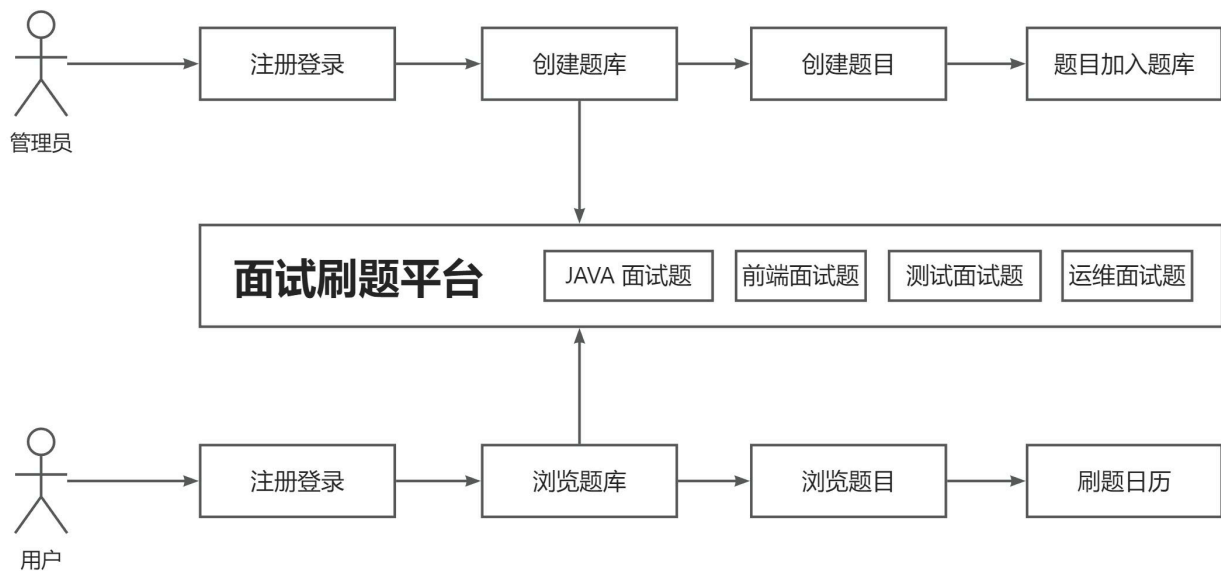 注册登录
创建题库
创建题目
题目加入题库
管理员
面试刷题平台
JAVA 面试题
前端面试题
测试面试题
运维面试题
注册登录
浏览题库
浏览题目
刷题日历
用户